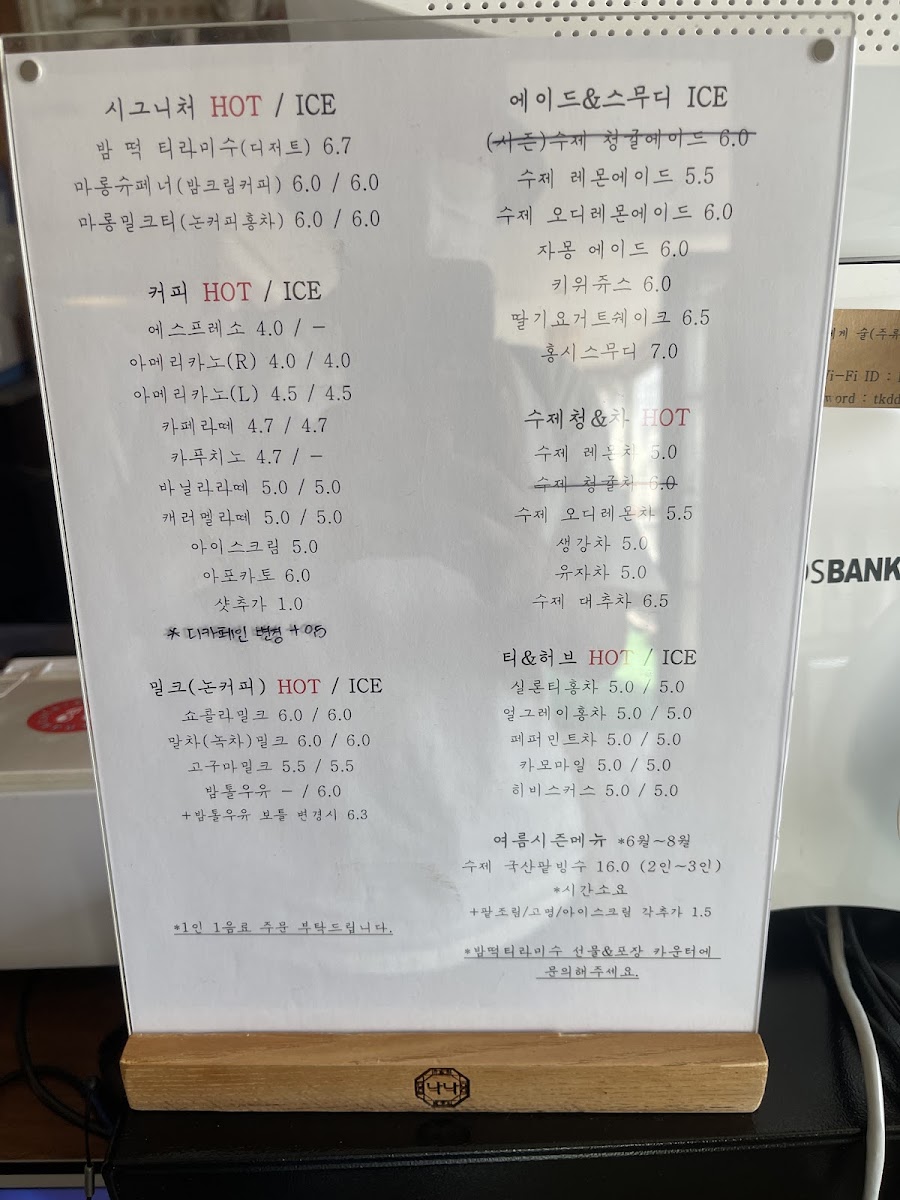 시그니처 HOT / ICE
밤 떡 티라미수(디저트) 6.7
마롱슈페너(밤크림커피) 6.0 / 6.0
마롱밀크티(논커피홍차) 6.0 / 6.0
커피 HOT / ICE
에스프레소 4.0 / –
아메리카노(R) 4.0 / 4.0
아메리카노(L) 4.5 / 4.5
카페라떼 4.7 / 4.7
카푸치노 4.7 / –
바닐라라떼 5.0 / 5.0
캐러멜라떼 5.0 / 5.0
아이스크림 5.0
아포카토 6.0
샷추가 1.0
* 디카페인 변경 + 0.5
밀크(논커피) HOT / ICE
쇼콜라밀크 6.0 / 6.0
말차(녹차)밀크 6.0 / 6.0
고구마밀크 5.5 / 5.5
밤톨우유 – / 6.0
+밤톨우유 보틀 변경시 6.3
*1인 1음료 주문 부탁드립니다.
에이드&스무디 ICE
(시즌)수제 청귤에이드 6.0
수제 레몬에이드 5.5
수제 오디레몬에이드 6.0
자몽 에이드 6.0
키위쥬스 6.0
딸기요거트쉐이크 6.5
홍시스무디 7.0
수제청&차 HOT
수제 레몬차 5.0
수제 청귤차 6.0
수제 오디레몬차 5.5
생강차 5.0
유자차 5.0
수제 대추차 6.5
티&허브 HOT / ICE
실론티홍차 5.0 / 5.0
얼그레이홍차 5.0 / 5.0
페퍼민트차 5.0 / 5.0
카모마일 5.0 / 5.0
히비스커스 5.0 / 5.0
여름시즌메뉴 *6월~8월
수제 국산팥빙수 16.0 (2인~3인)
*시간소요
+팥조림/고명/아이스크림 각추가 1.5
*밤떡티라미수 선물&포장 카운터에
문의해주세요.
나나
술(주류
Wi-Fi ID :
word : tkdd
OSBANK